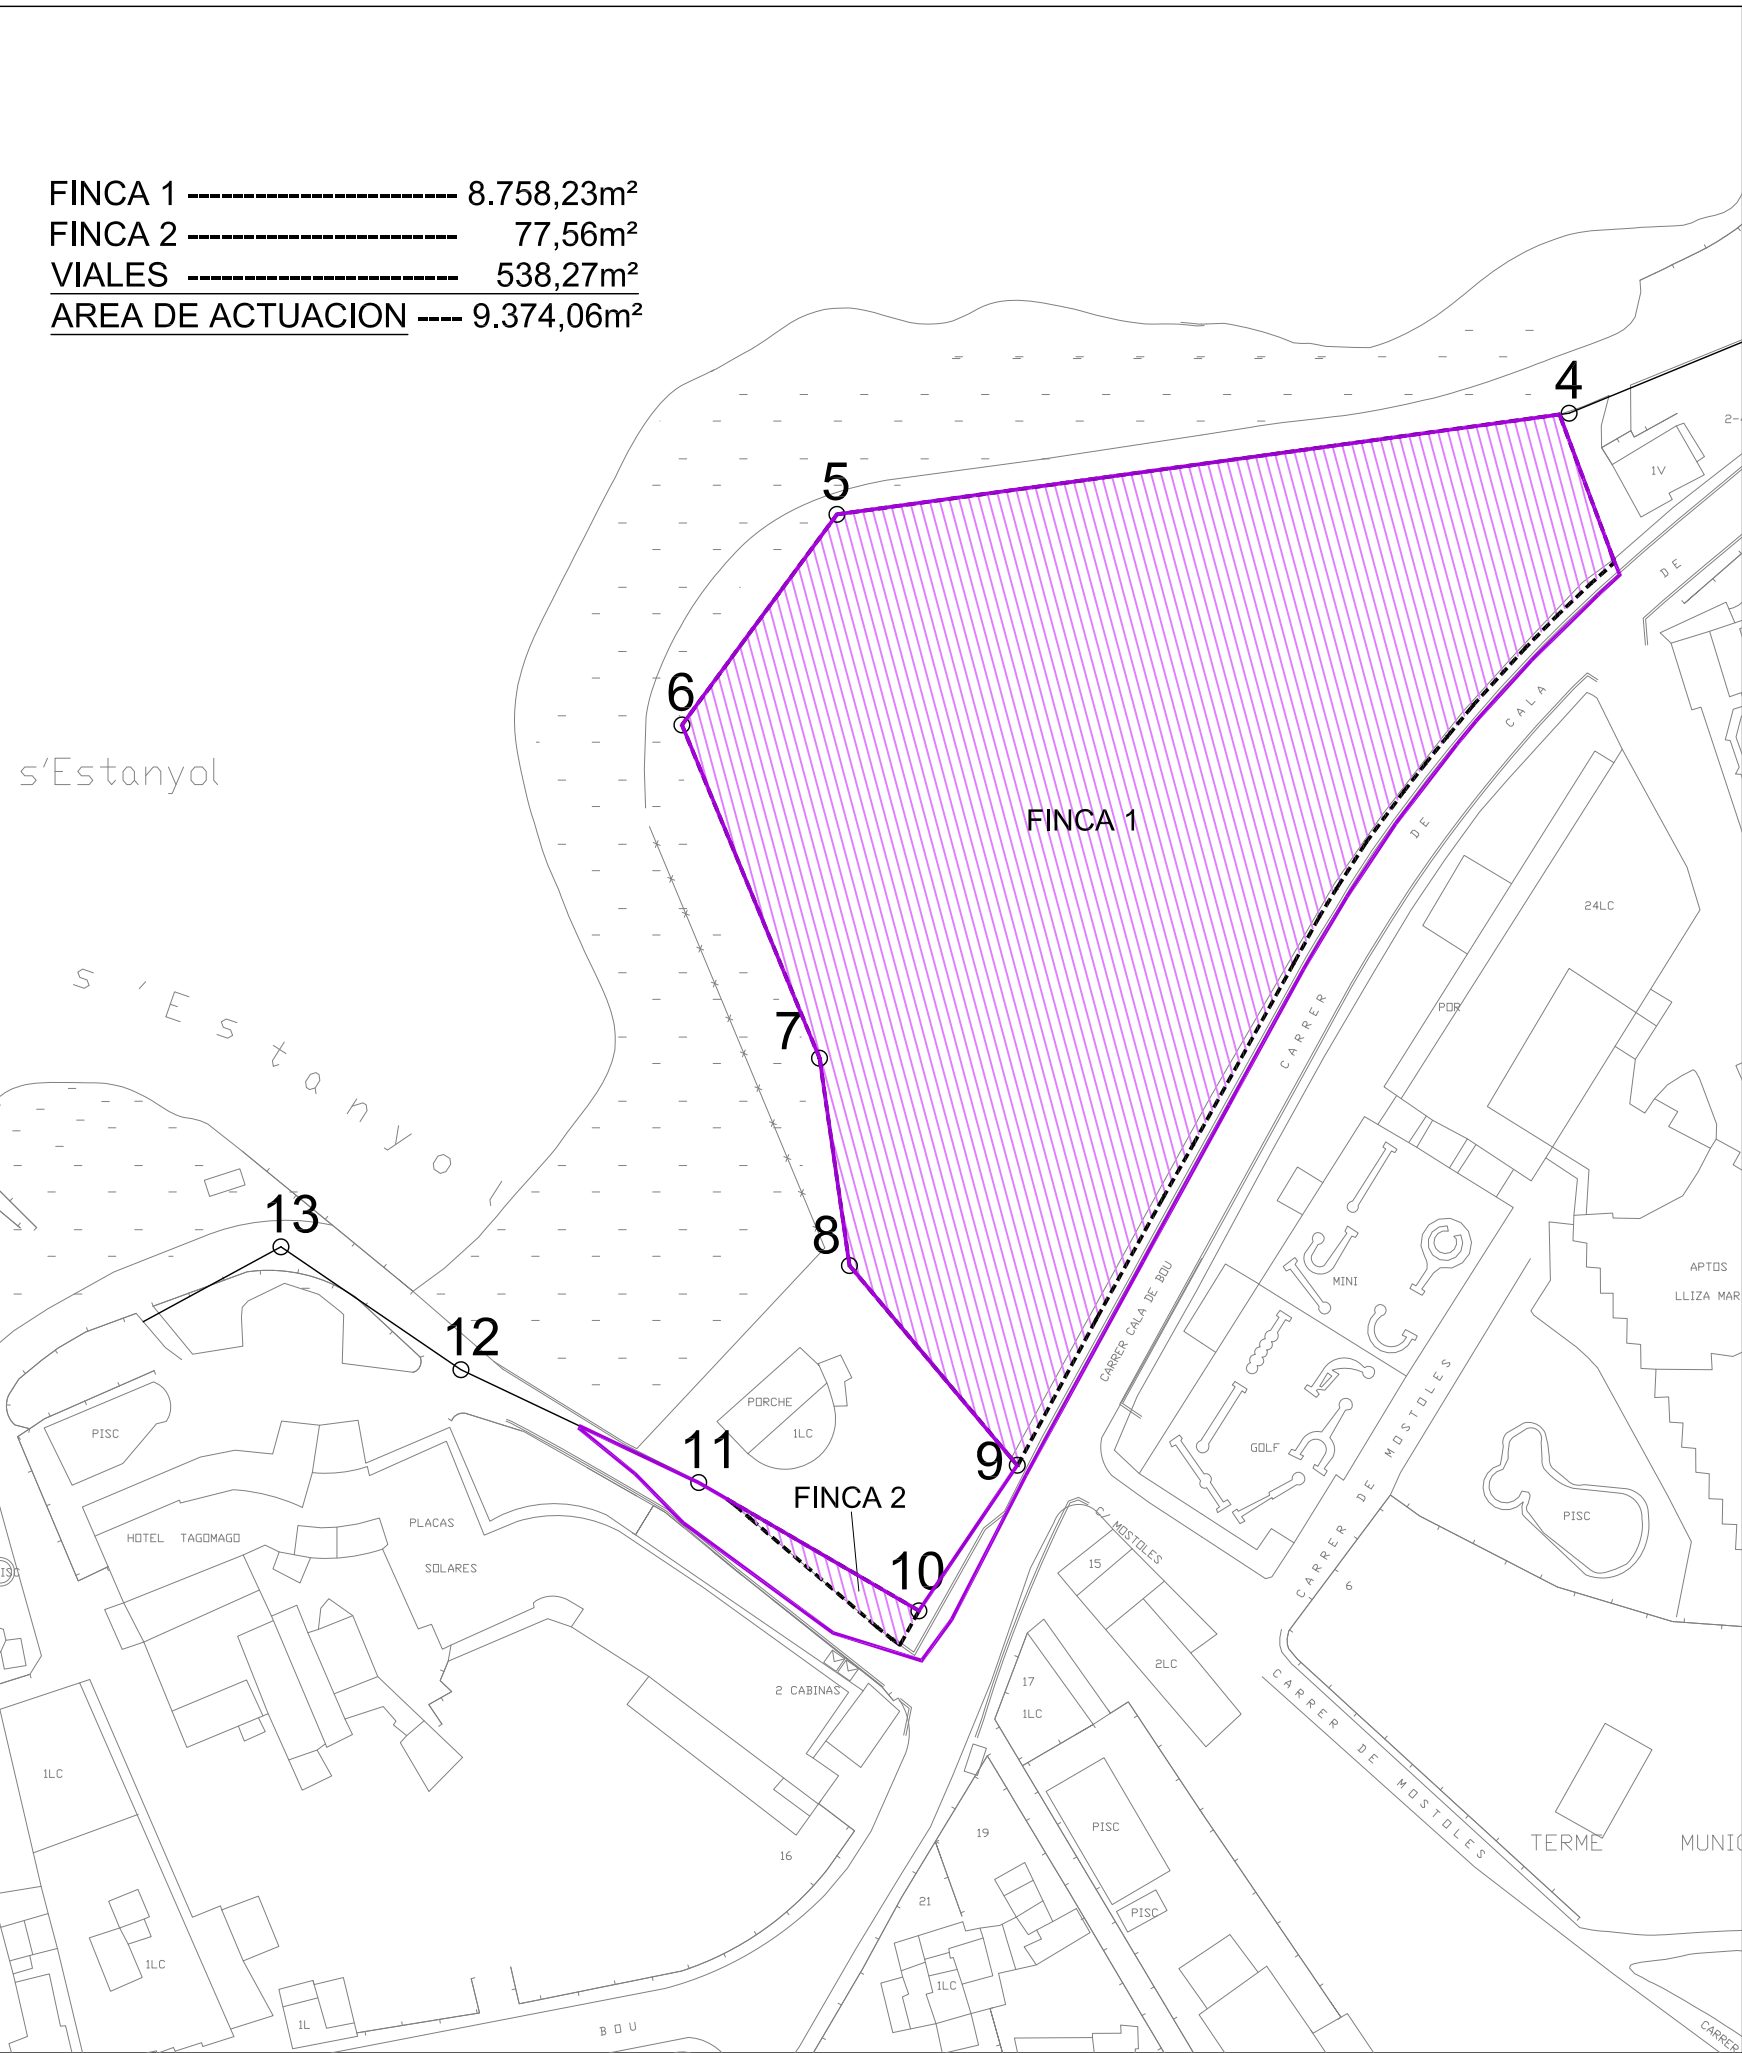 FINCA 1 ------------------------ 8.758,23m²
FINCA 2 ------------------------ 77,56m²
VIALES ------------------------ 538,27m²
AREA DE ACTUACION ---- 9.374,06m²
4
5
1V
DE
6
CALA
s'Estanyol
FINCA 1
DE
24LC
s'Estanyol
CARRER
POR
7
13
8
CARRER CALA DE BOU
MINI
APTOS
LLIZA MAR
12
PORCHE
1LC
PISC
11
9
GOLF
CARRER DE MOSTOLES
FINCA 2
PISC
HOTEL TAGOMAGO
PLACAS
SOLARES
C/ MOSTOLES
15
10
6
2LC
17
1LC
2 CABINAS
CARRER DE MOSTOLES
1LC
PISC
19
16
TERME
21
PISC
1LC
1LC
1L
BOU
CARRER